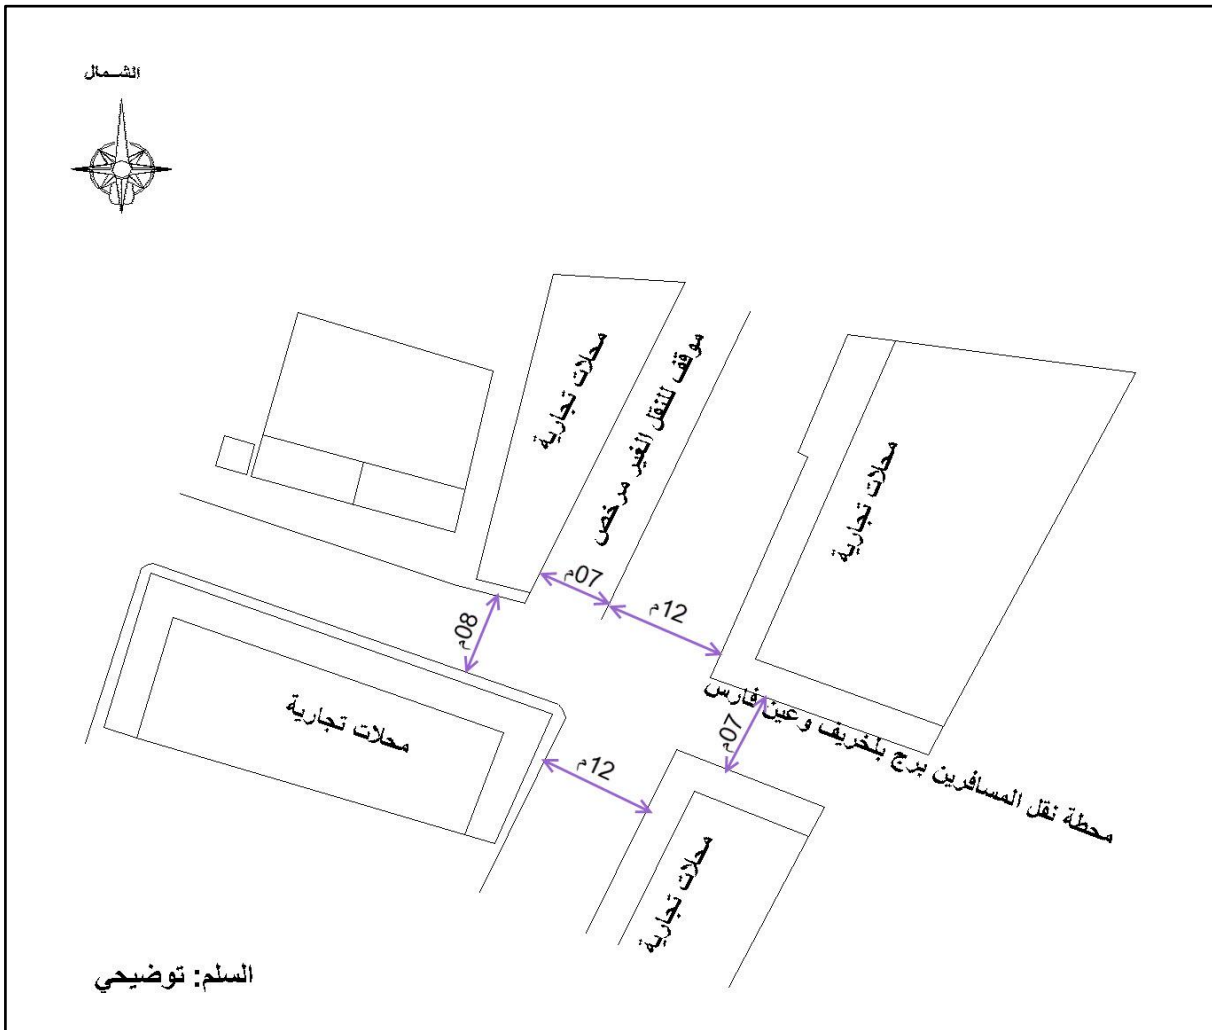 الشمال
محلات تجارية
موقف للنقل الغير مرخص
محلات تجارية
07م
12م
08م
محطة نقل المسافرين برج بلخريف وعين فارس
07م
محلات تجارية
12م
محلات تجارية
السلم: توضيحي